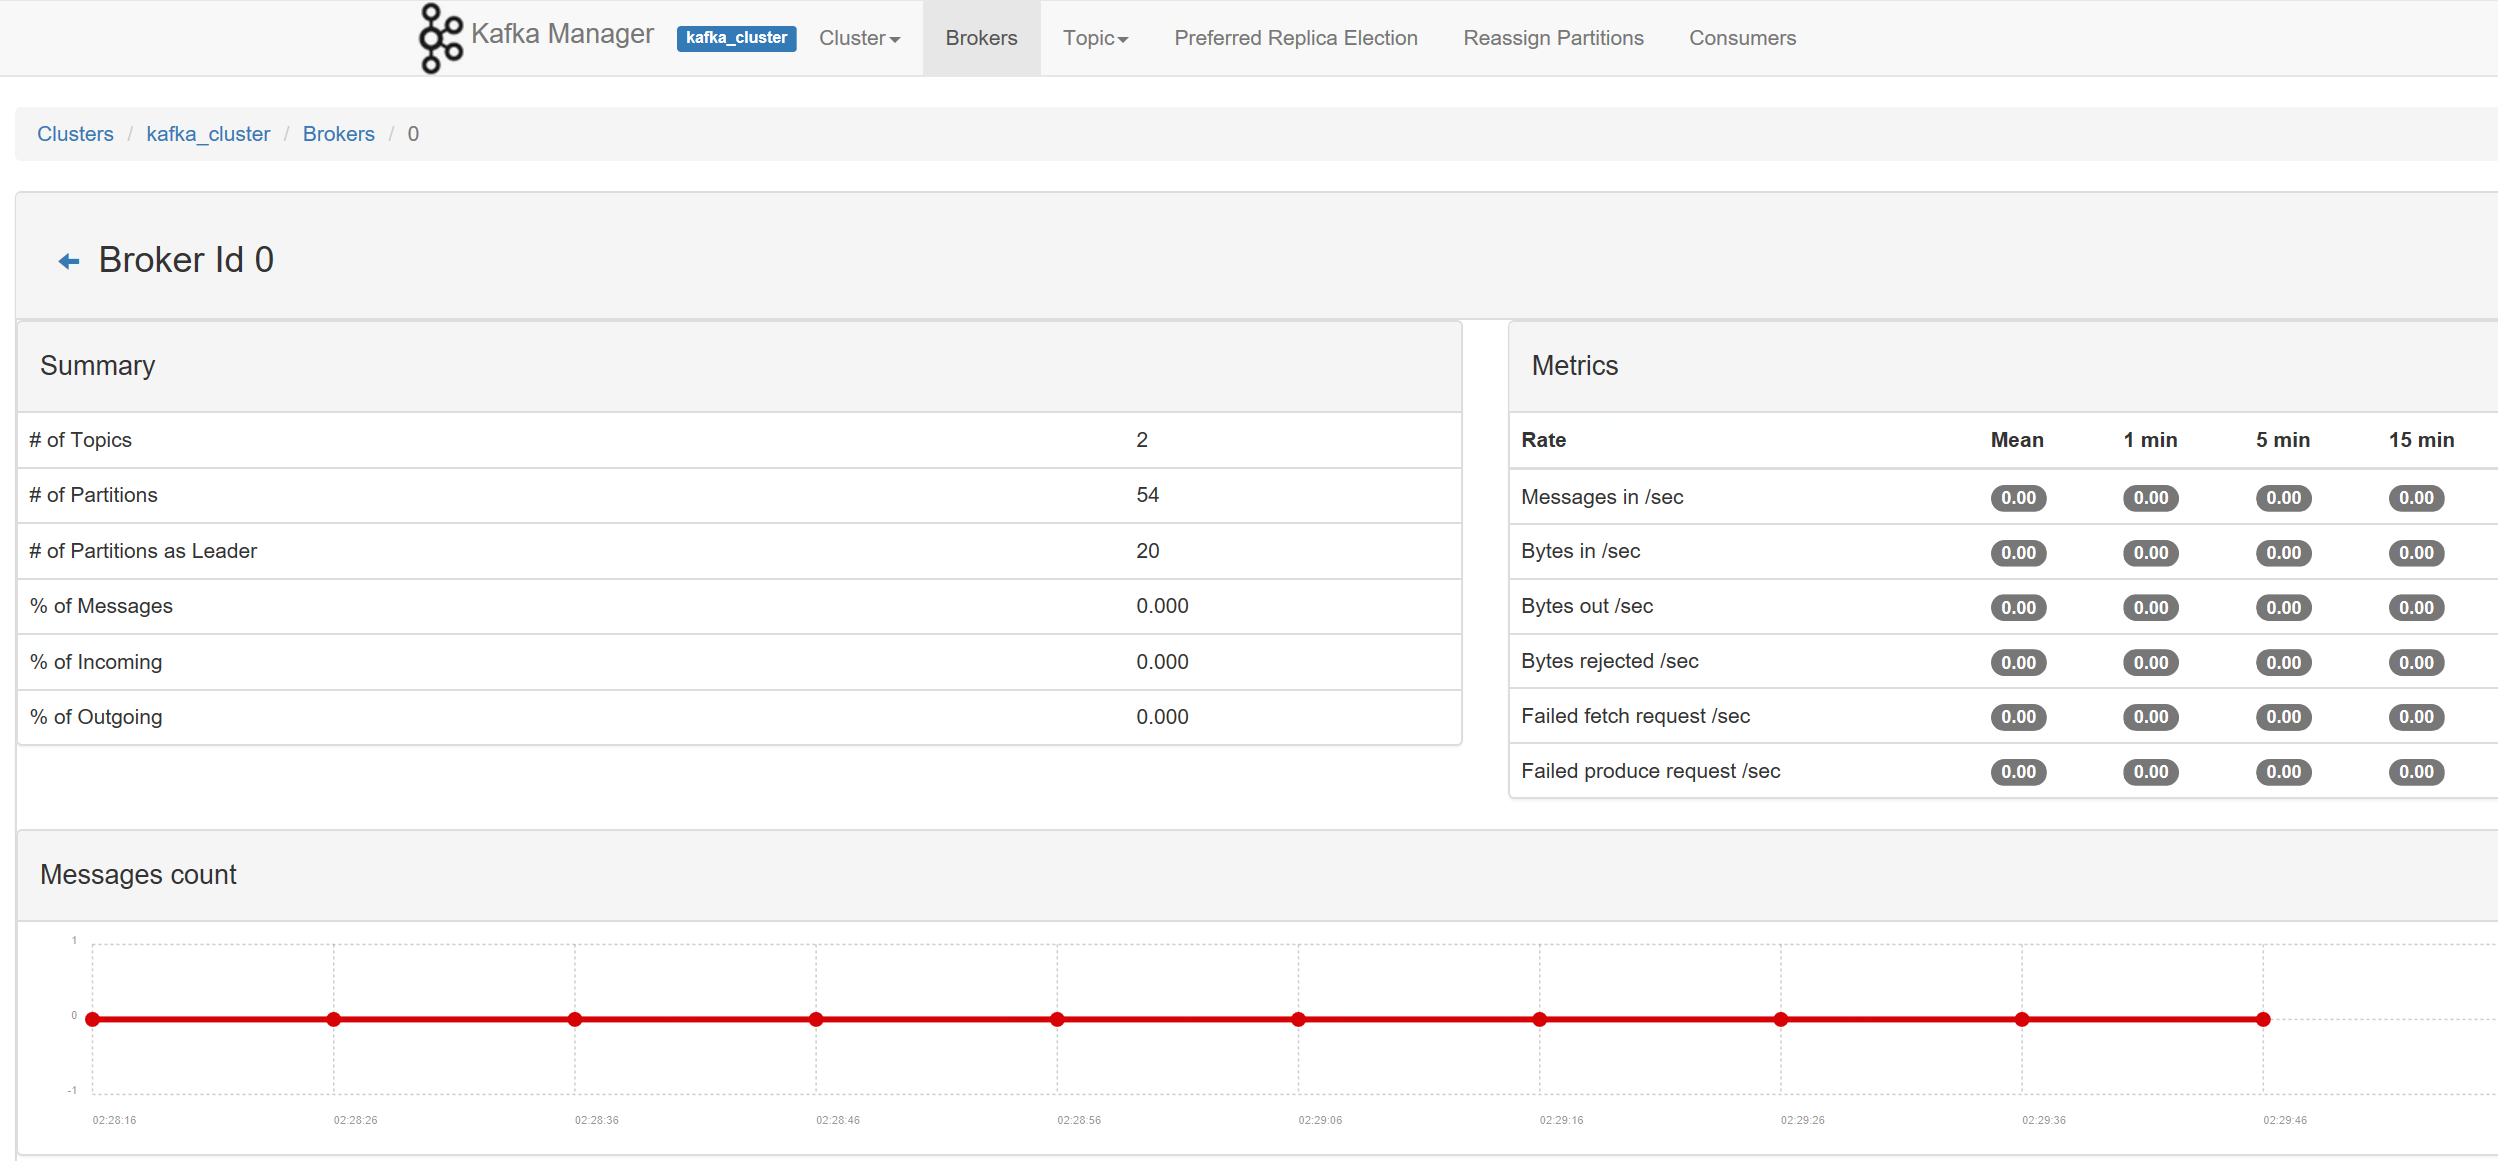 Kafka Manager kafka_cluster Cluster Brokers Topic Preferred Replica Election Reassign Partitions Consumers
Clusters / kafka_cluster / Brokers / 0
Broker Id 0
Summary
# of Topics 2
# of Partitions 54
# of Partitions as Leader 20
% of Messages 0.000
% of Incoming 0.000
% of Outgoing 0.000
Metrics
Rate Mean 1 min 5 min 15 min
Messages in /sec 0.00 0.00 0.00 0.00
Bytes in /sec 0.00 0.00 0.00 0.00
Bytes out /sec 0.00 0.00 0.00 0.00
Bytes rejected /sec 0.00 0.00 0.00 0.00
Failed fetch request /sec 0.00 0.00 0.00 0.00
Failed produce request /sec 0.00 0.00 0.00 0.00
Messages count
1
0
-1
02:28:16 02:28:26 02:28:36 02:28:46 02:28:56 02:29:06 02:29:16 02:29:26 02:29:36 02:29:46